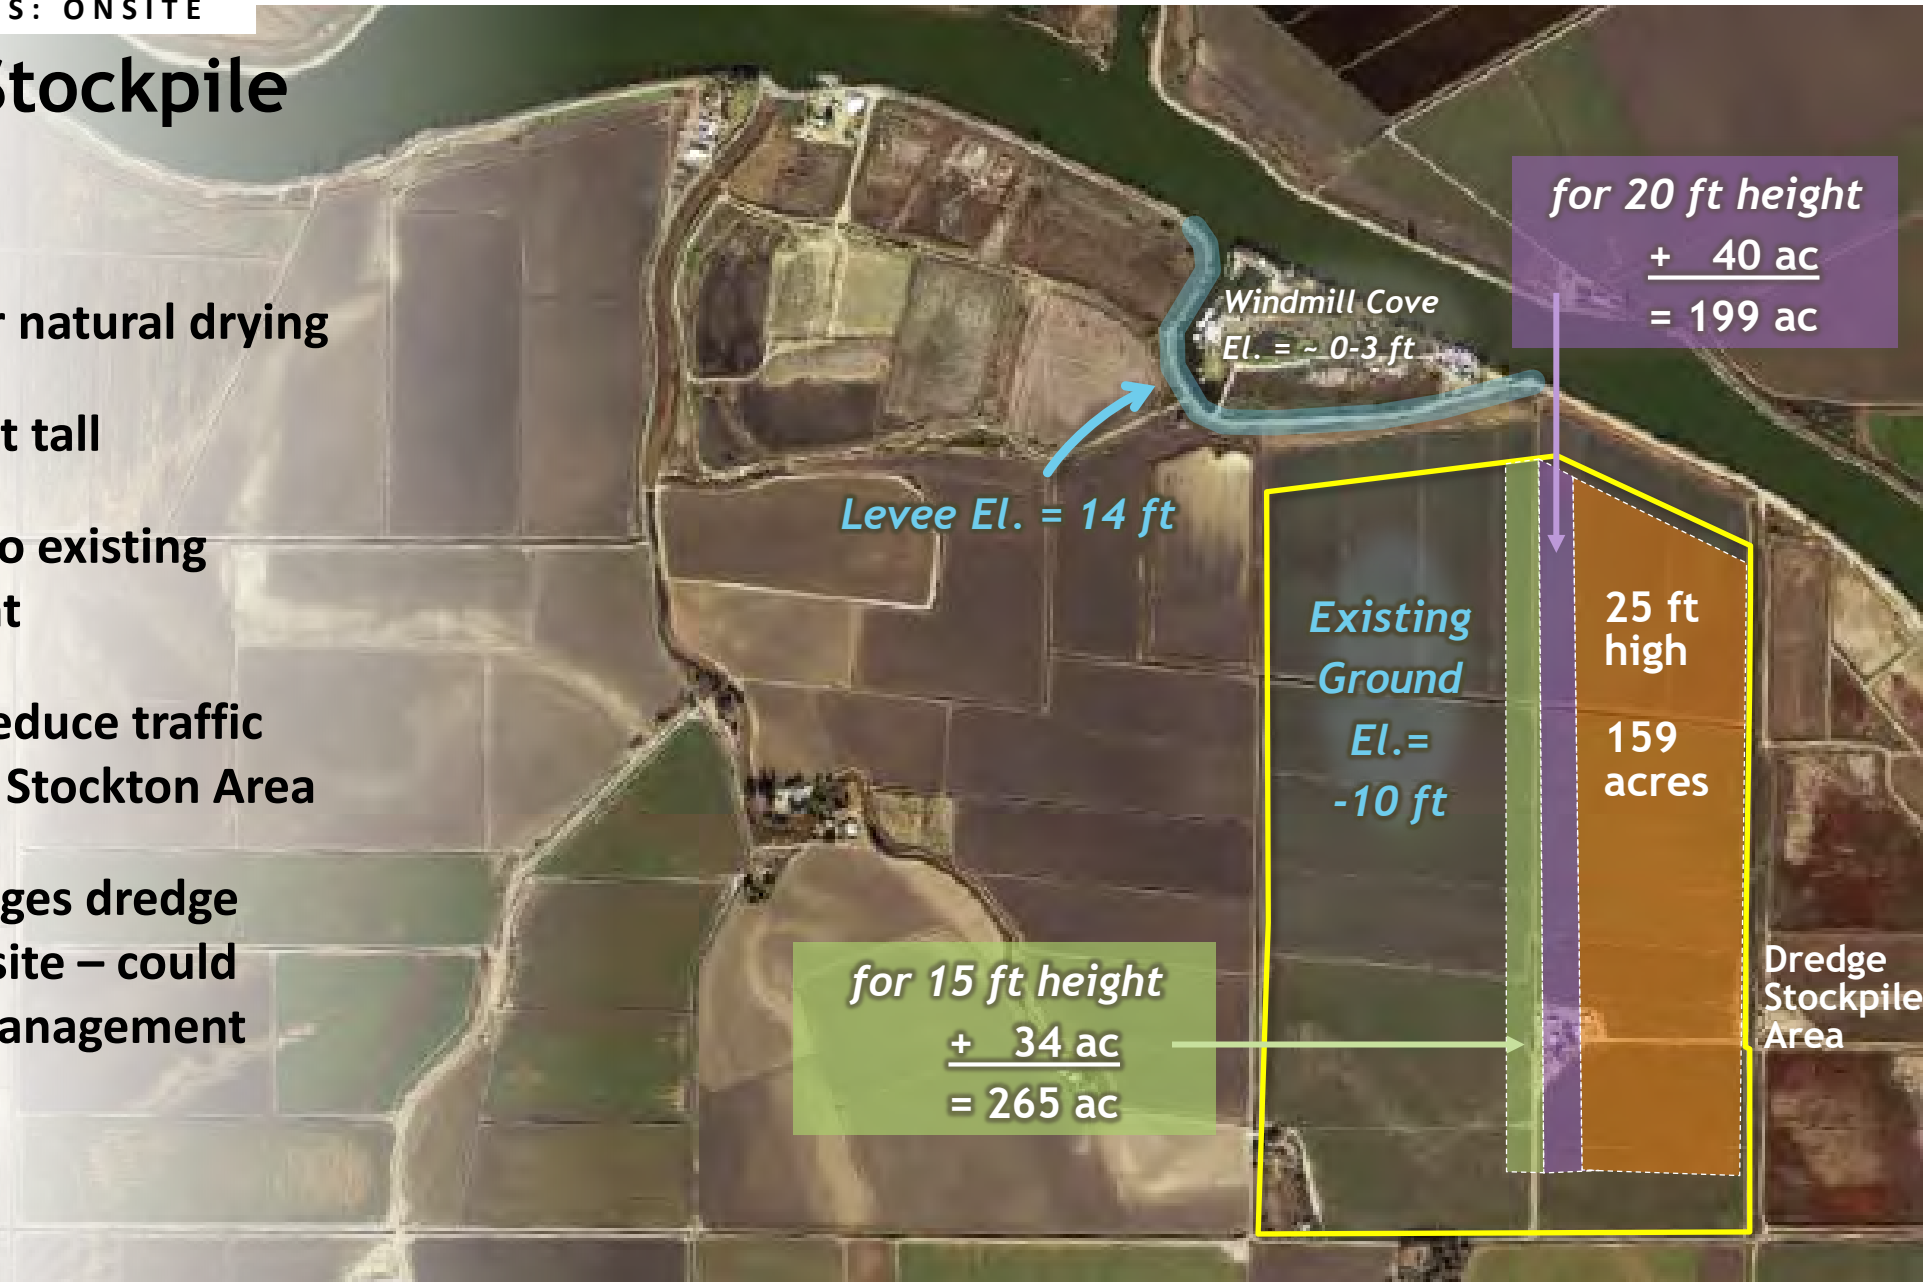 S: ONSITE
Stockpile
r natural drying
t tall
o existing
t
educe traffic
Stockton Area
ges dredge
site – could
anagement
for 20 ft height
+ 40 ac
= 199 ac
Windmill Cove
El. = ~ 0-3 ft
Levee El. = 14 ft
Existing
Ground
El.=
-10 ft
25 ft
high
159
acres
for 15 ft height
+ 34 ac
= 265 ac
Dredge
Stockpile
Area